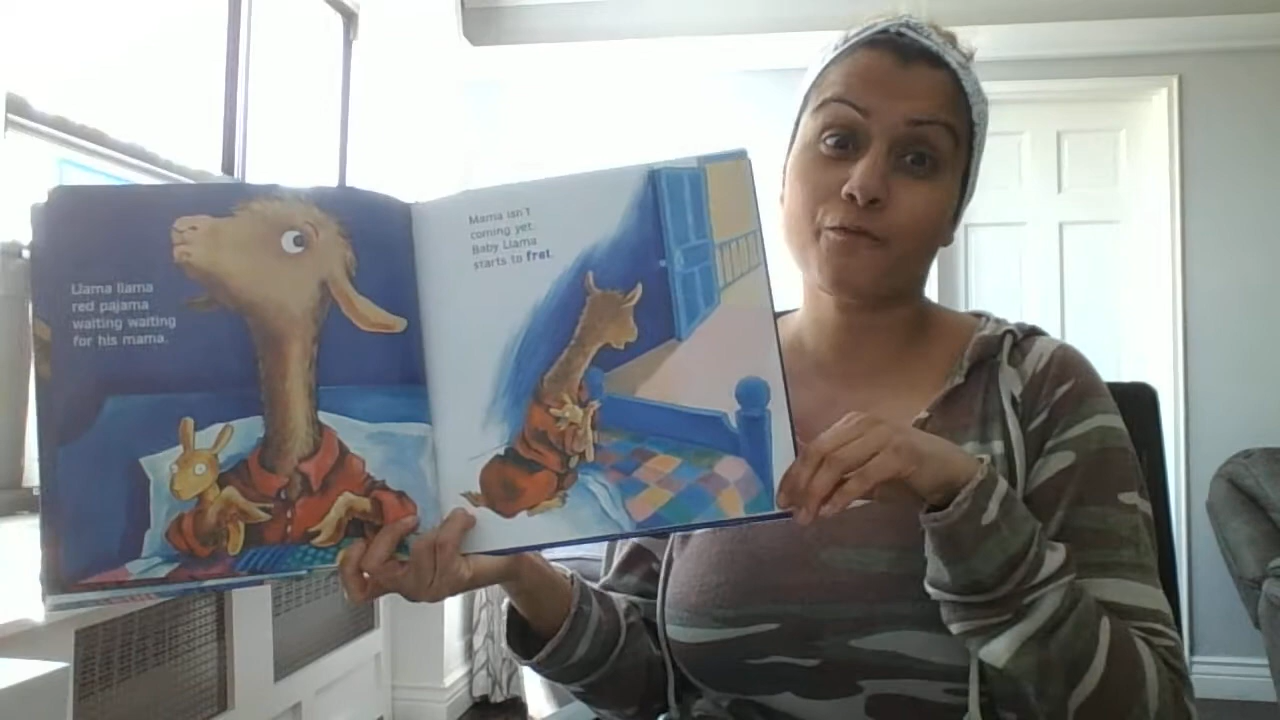 Llama llama
red pajama
waiting waiting
for his mama.
Mama isn't
coming yet.
Baby Llama
starts to fret.